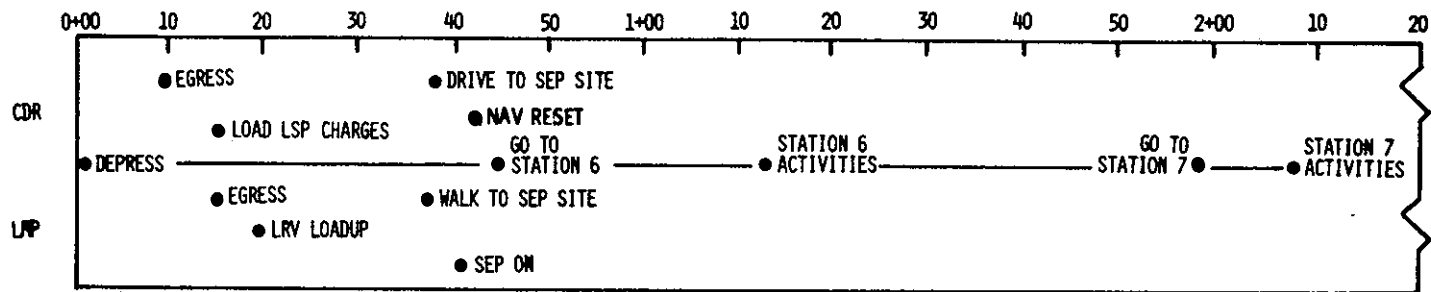 0+00 10 20 30 40 50 1+00 10 20 30 40 50 2+00 10 20
EGRESS DRIVE TO SEP SITE
CDR NAV RESET
LOAD LSP CHARGES
GO TO STATION 6 GO TO STATION 7
DEPRESS STATION 6 ACTIVITIES STATION 7 ACTIVITIES
EGRESS WALK TO SEP SITE
LMP LRV LOADUP
SEP ON